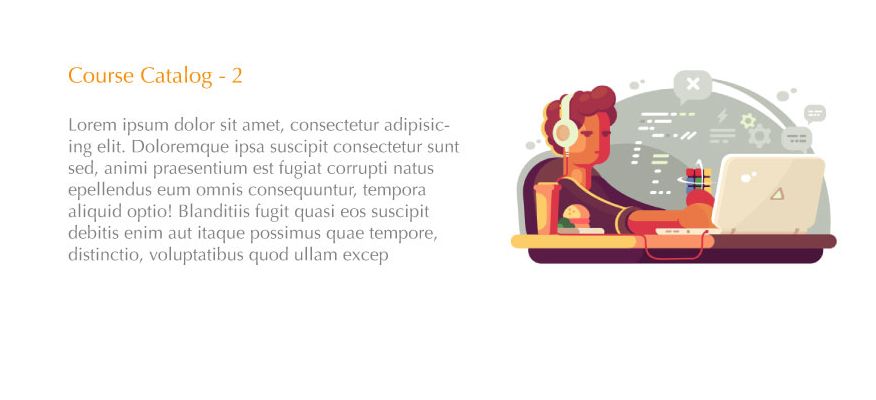 Course Catalog - 2
Lorem ipsum dolor sit amet, consectetur adipisic-
ing elit. Doloremque ipsa suscipit consectetur sunt
sed, animi praesentium est fugiat corrupti natus
epellendus eum omnis consequuntur, tempora
aliquid optio! Blanditiis fugit quasi eos suscipit
debitis enim aut itaque possimus quae tempore,
distinctio, voluptatibus quod ullam excep